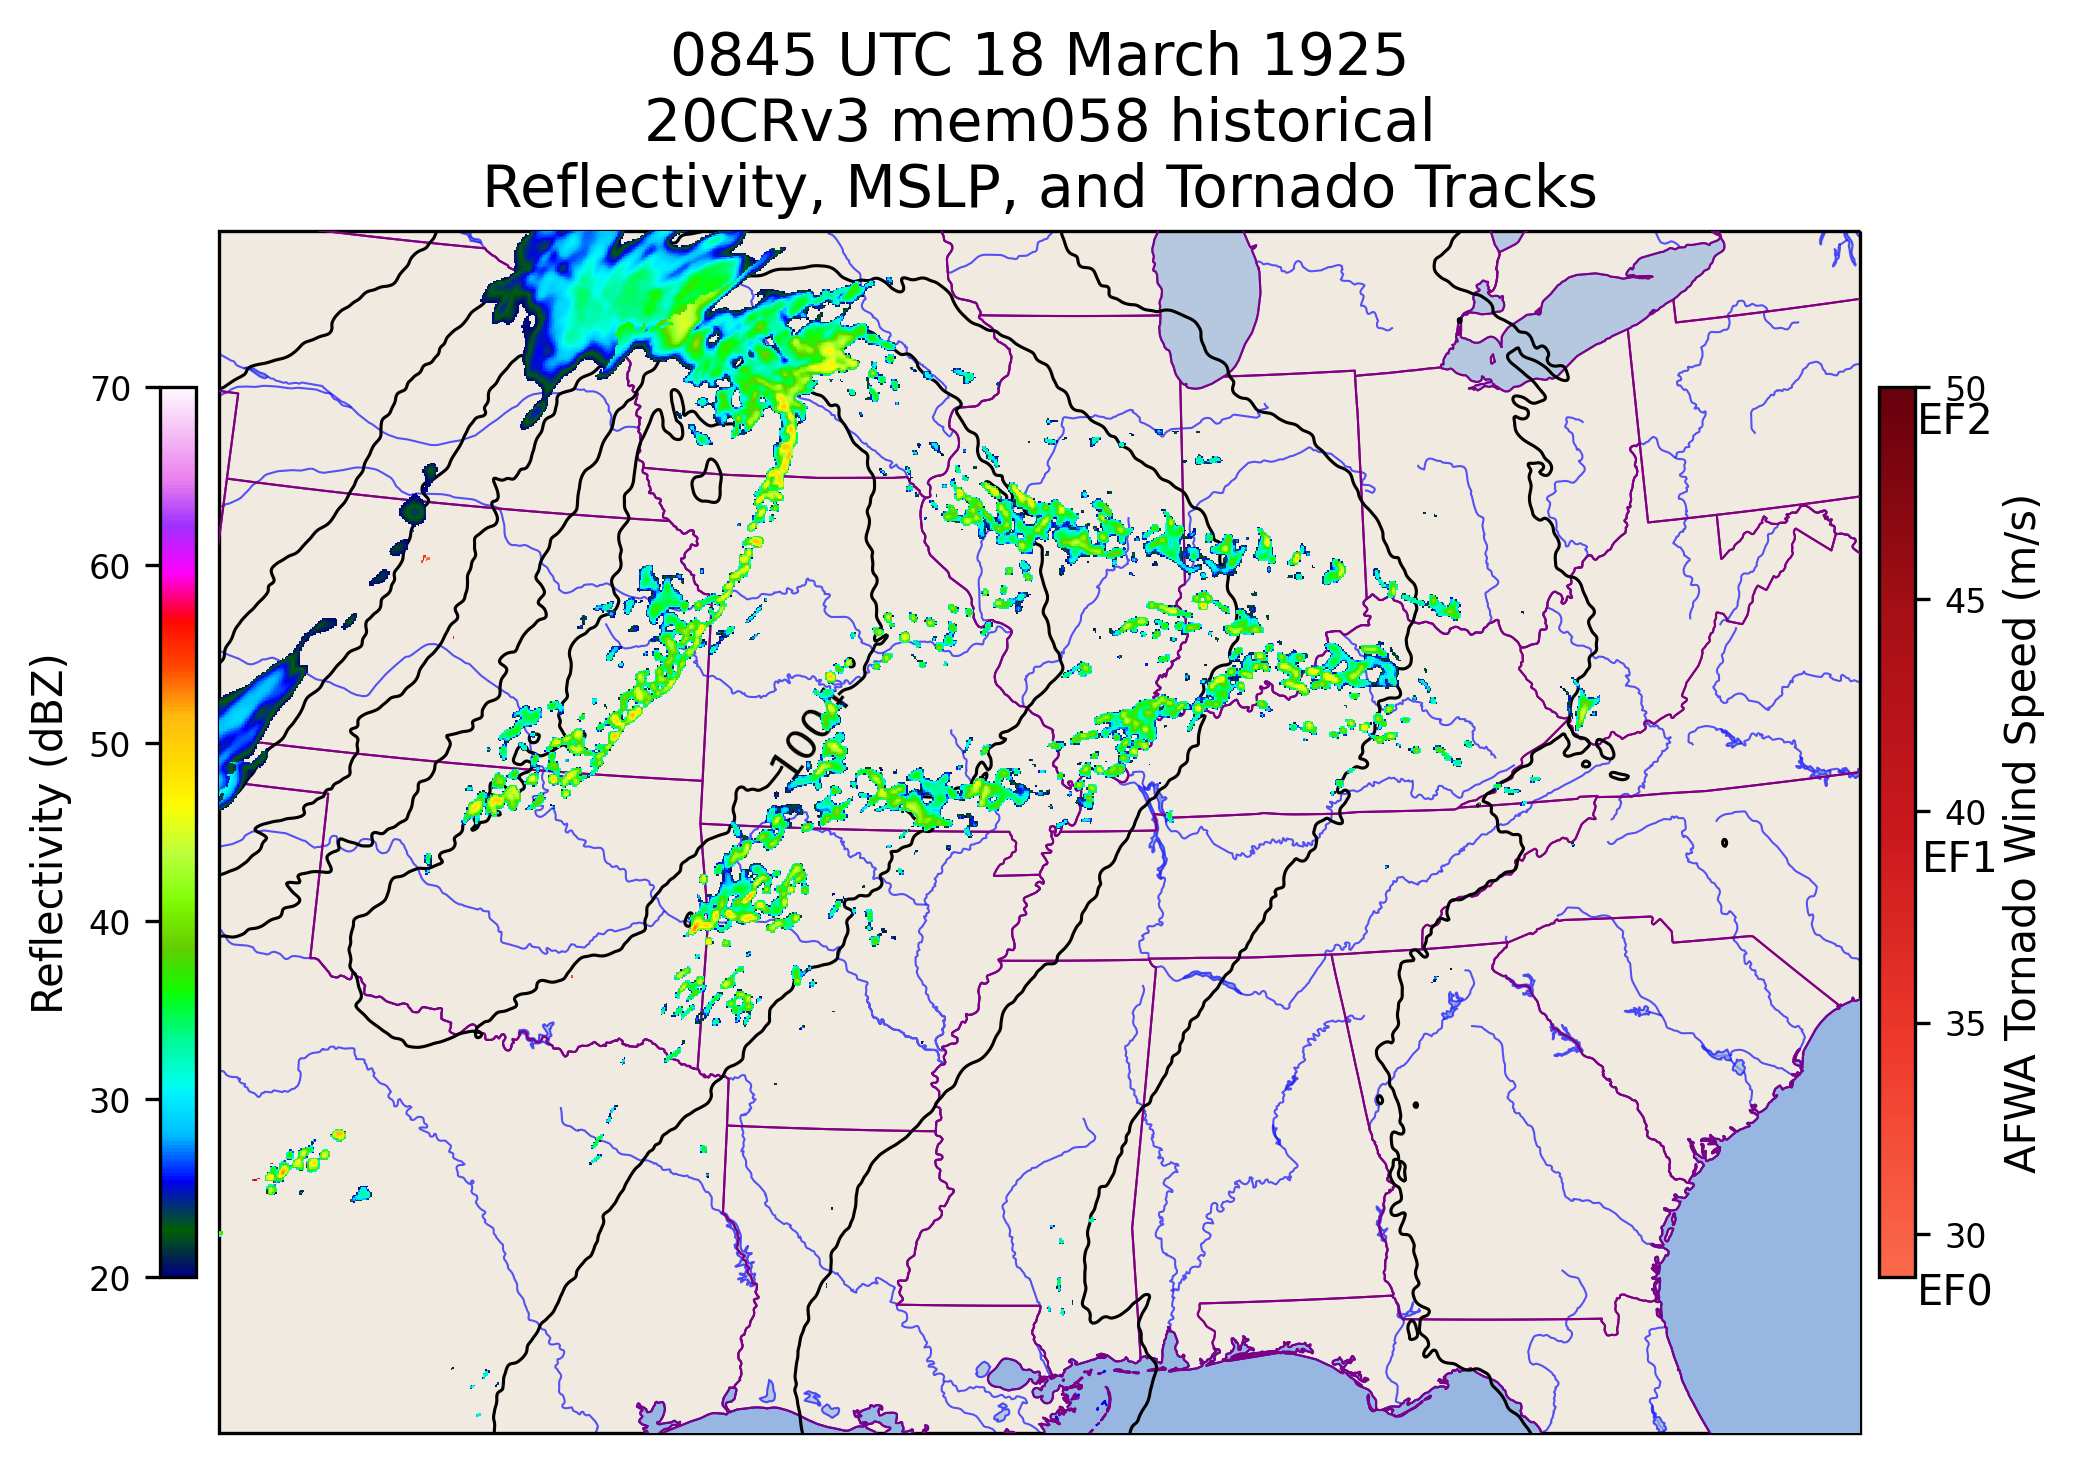 0845 UTC 18 March 1925
20CRv3 mem058 historical
Reflectivity, MSLP, and Tornado Tracks
70
60
50
40
30
20
Reflectivity (dBZ)
50
EF2
45
40
EF1
35
30
EF0
AFWA Tornado Wind Speed (m/s)